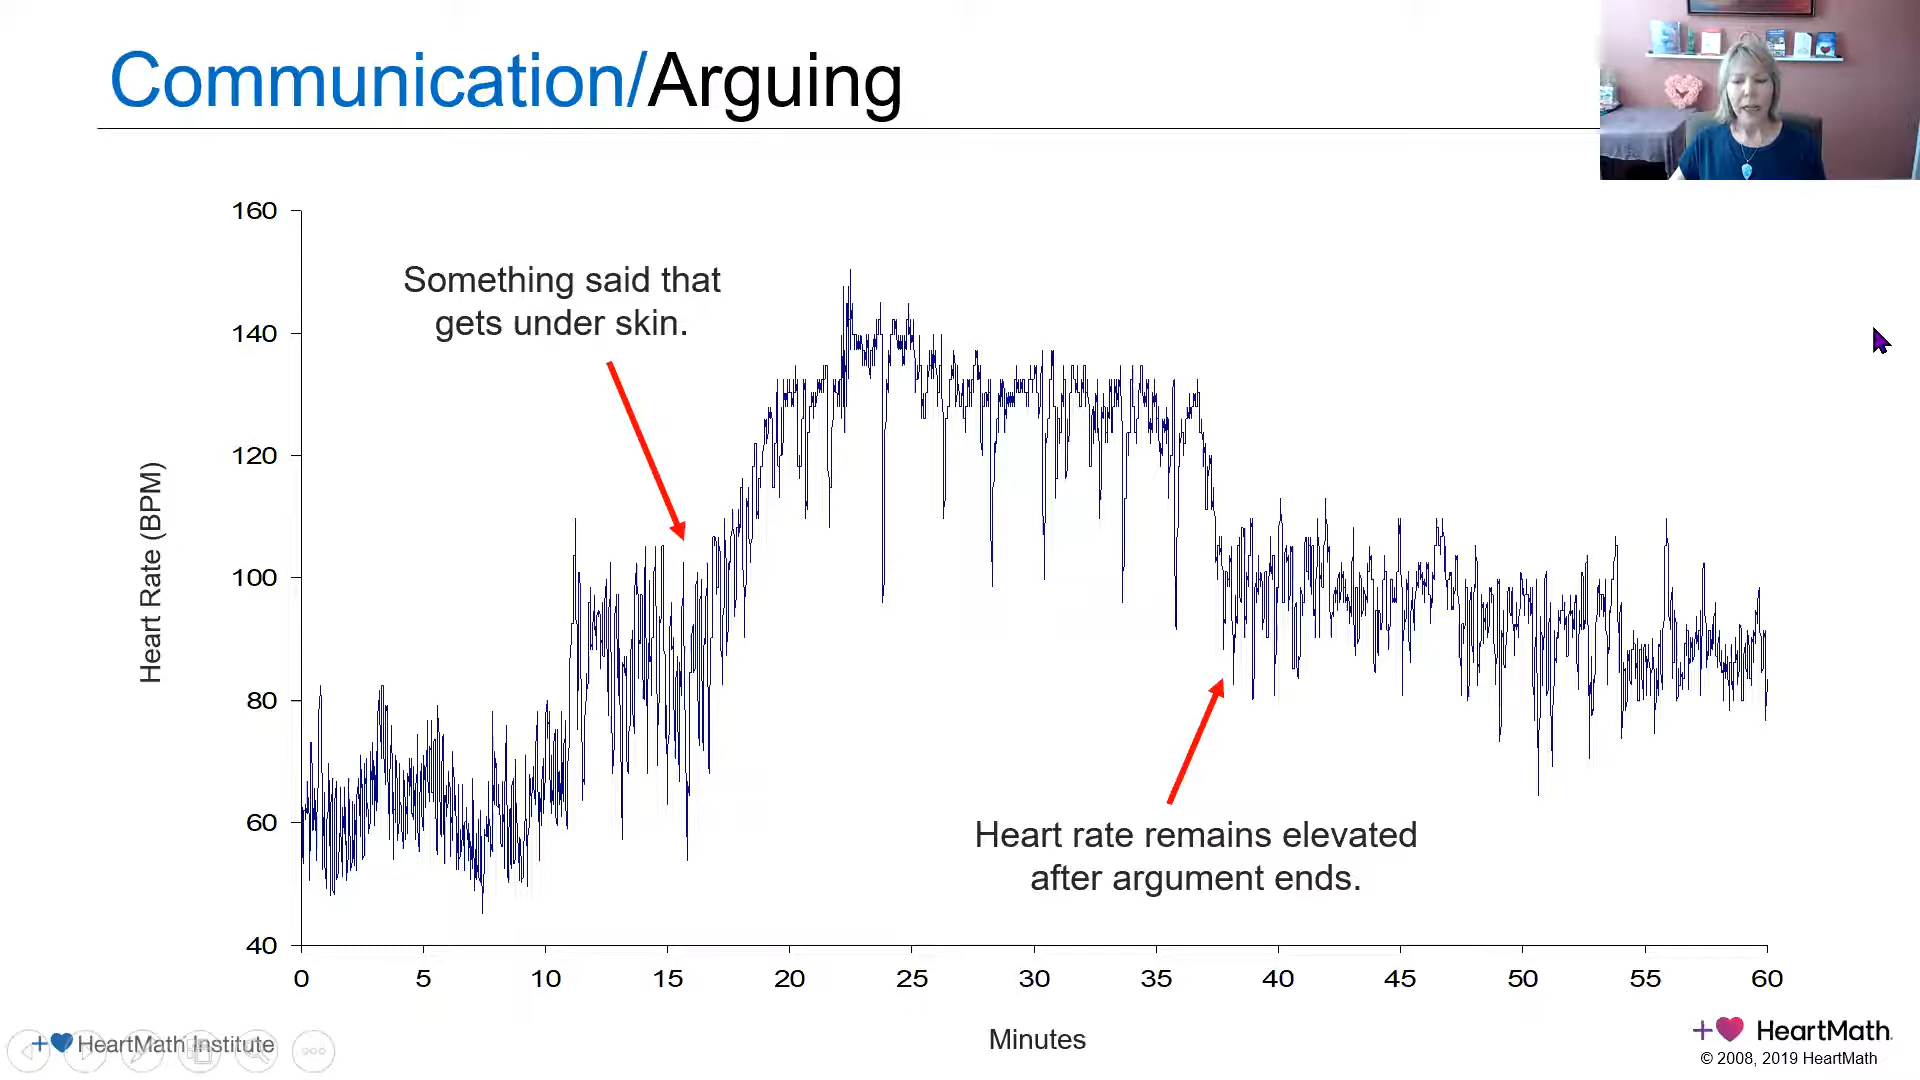 Communication/Arguing
Something said that
gets under skin.
Heart Rate (BPM)
160
140
120
100
80
60
40
Heart rate remains elevated
after argument ends.
0 5 10 15 20 25 30 35 40 45 50 55 60
Minutes
HeartMath Institute
HeartMath.
© 2008, 2019 HeartMath